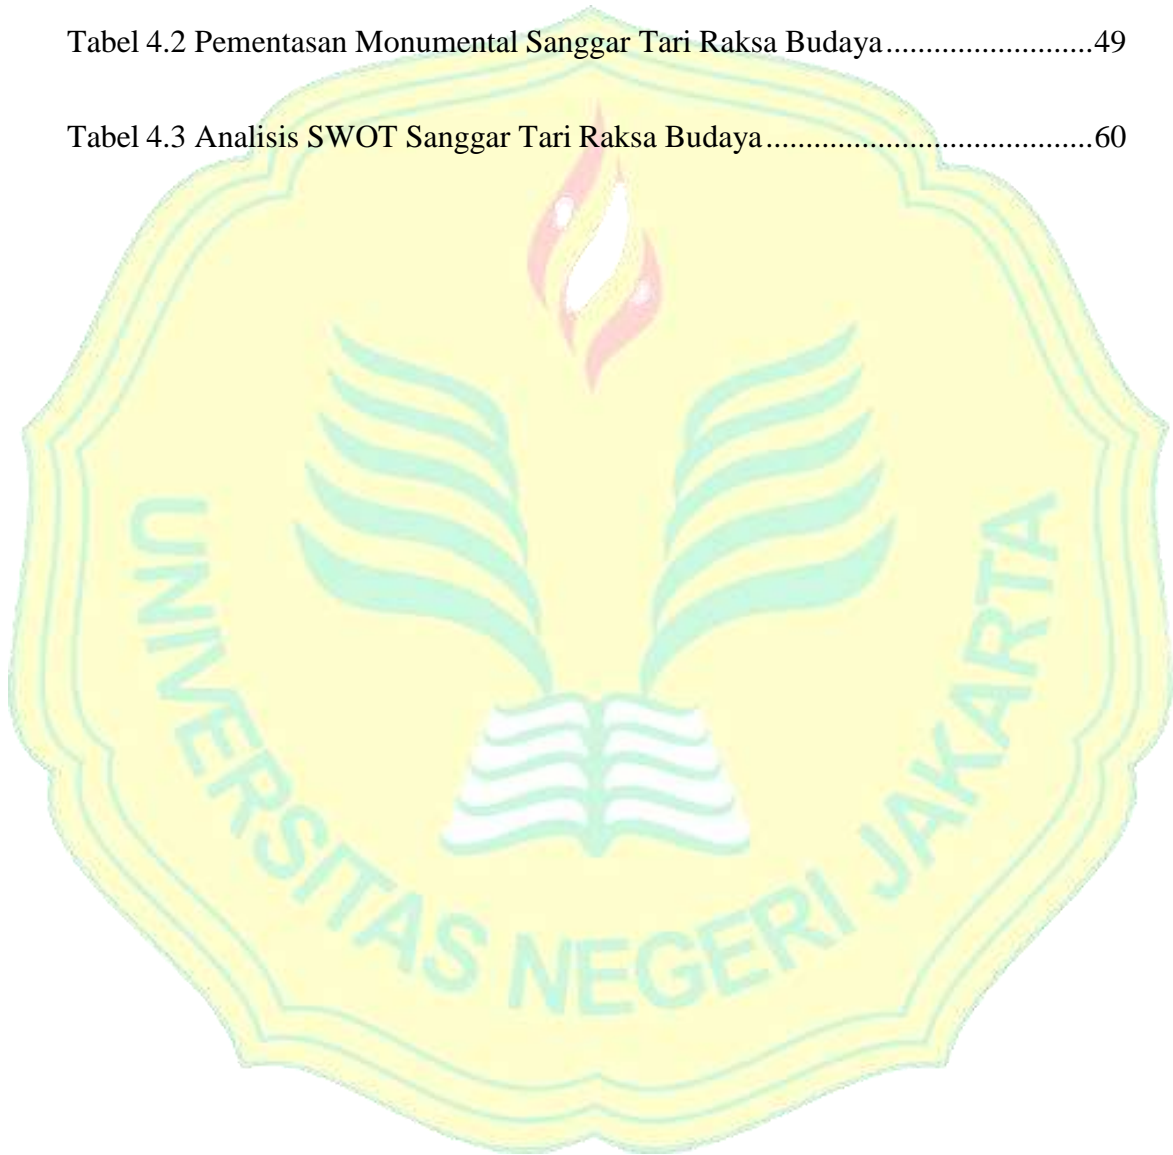 Tabel 4.2 Pementasan Monumental Sanggar Tari Raksa Budaya.............................49
Tabel 4.3 Analisis SWOT Sanggar Tari Raksa Budaya.........................................60
UNIVERSITAS NEGERI JAKARTA